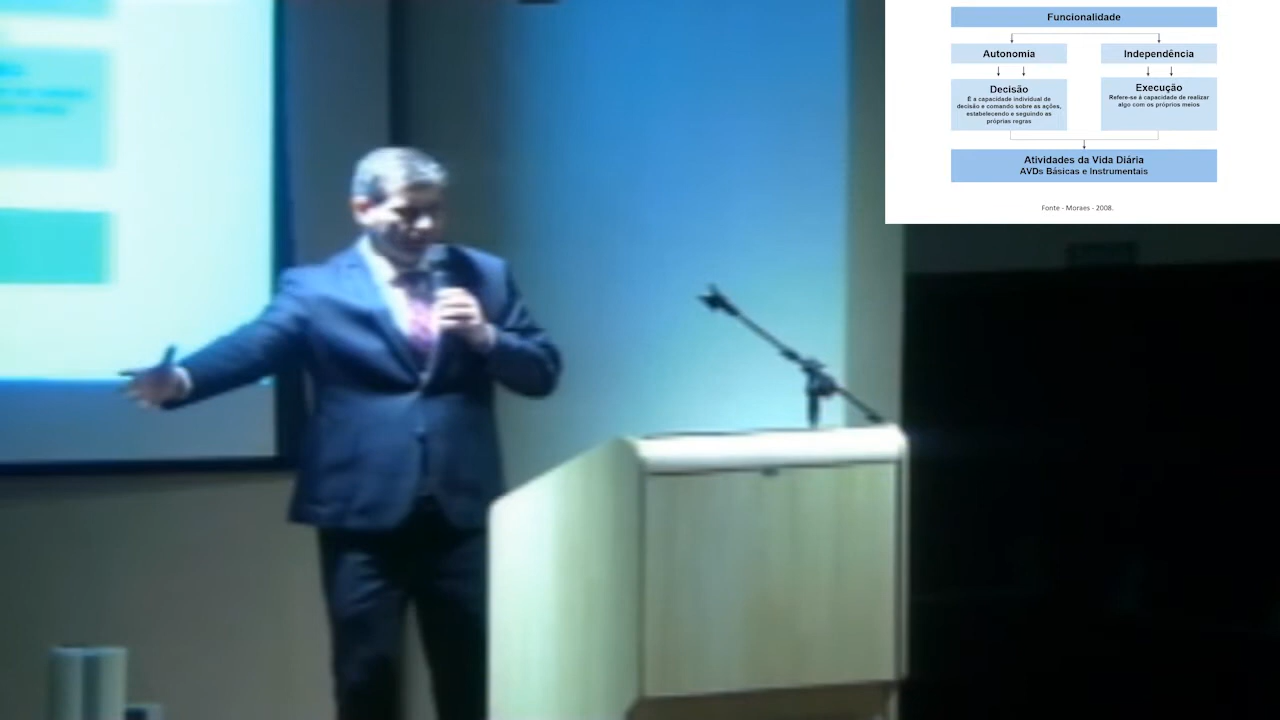 Funcionalidade
Autonomia
Independência
Decisão
É a capacidade individual de
decisão e comando sobre as ações,
estabelecendo e seguindo as
próprias regras
Execução
Refere-se à capacidade de realizar
algo com os próprios meios
Atividades da Vida Diária
AVDs Básicas e Instrumentais
Fonte - Moraes - 2008.